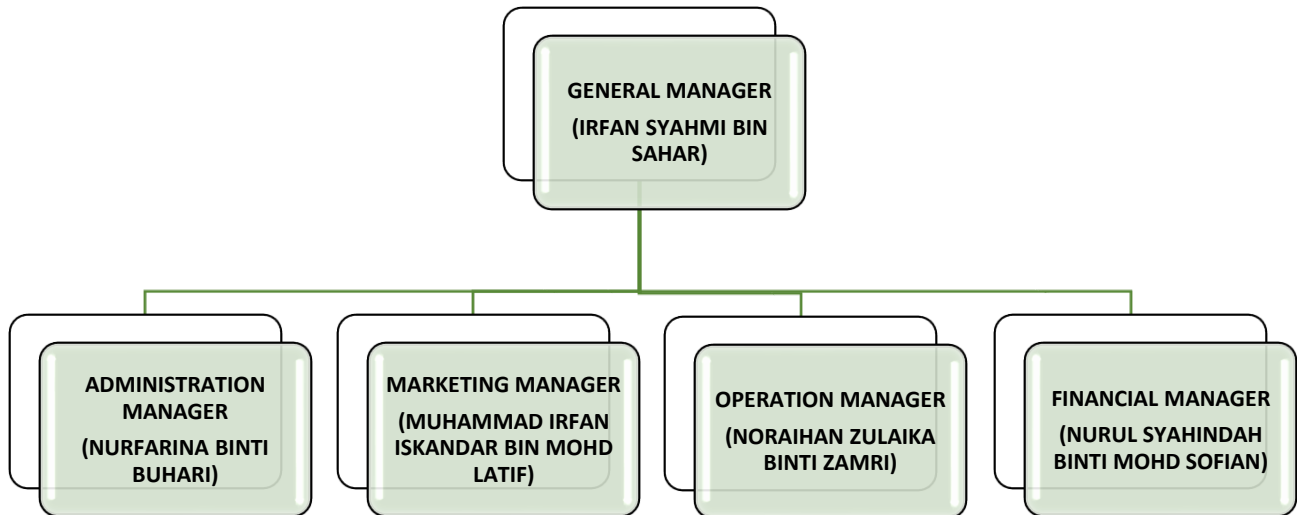 GENERAL MANAGER
(IRFAN SYAHMI BIN
SAHAR)
ADMINISTRATION
MANAGER
(NURFARINA BINTI
BUHARI)
MARKETING MANAGER
(MUHAMMAD IRFAN
ISKANDAR BIN MOHD
LATIF)
OPERATION MANAGER
(NORAIHAN ZULAIKA
BINTI ZAMRI)
FINANCIAL MANAGER
(NURUL SYAHINDAH
BINTI MOHD SOFIAN)